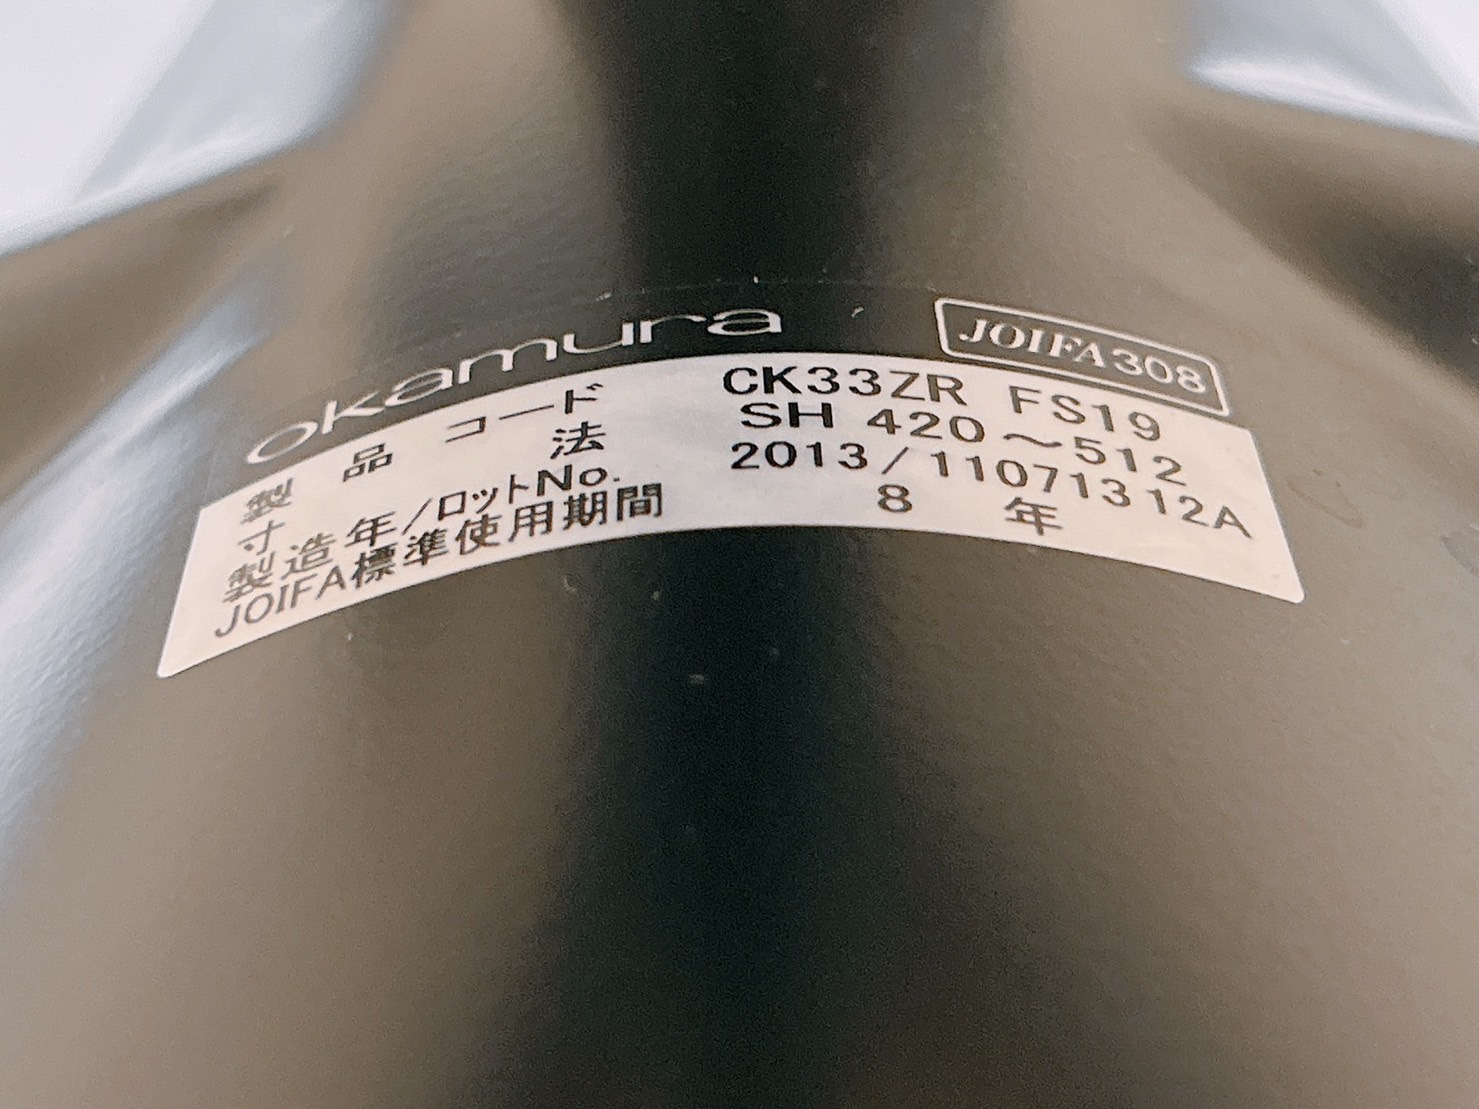 okamura
JOIFA308
製品コード CK33ZR FS19
寸法 SH 420～512
製造年/ロットNo. 2013/11071312A
JOIFA標準使用期間 8年